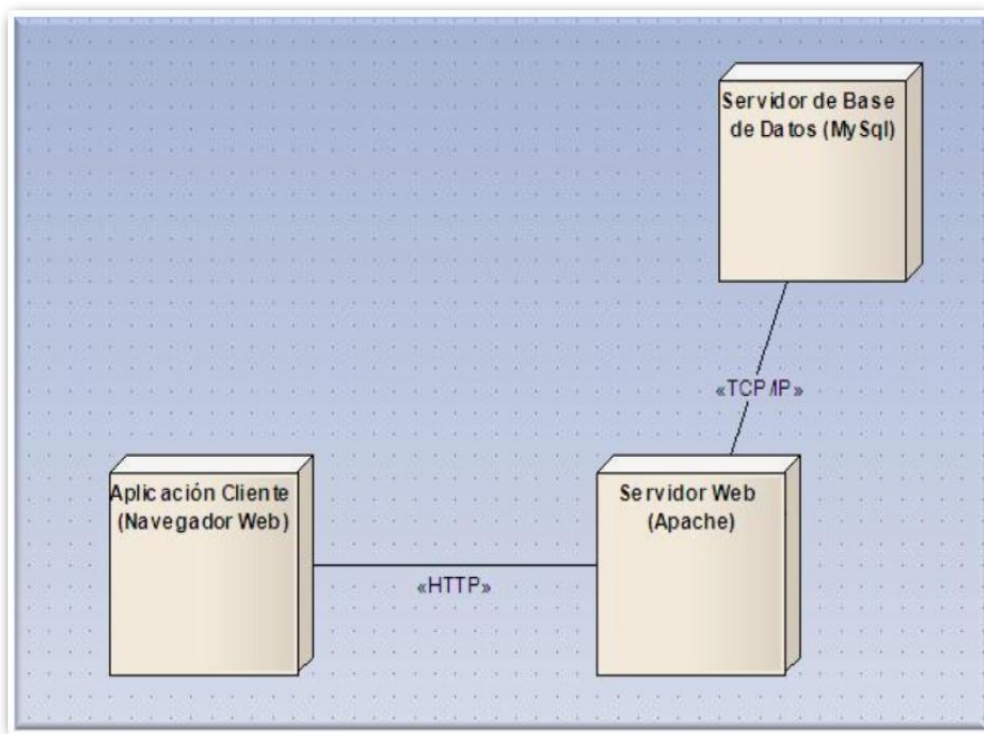 Servidor de Base
de Datos (MySql)
«TCP/IP»
Aplicación Cliente
(Navegador Web)
Servidor Web
(Apache)
«HTTP»